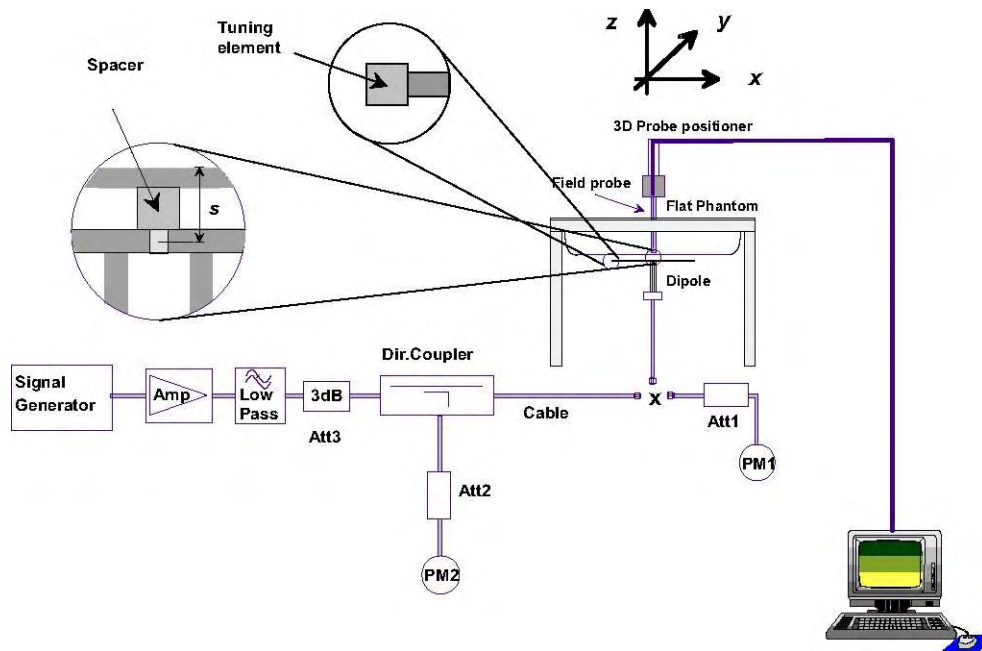 Tuning
element
Spacer
s
z
y
x
3D Probe positioner
Field probe
Flat Phantom
Dipole
Dir.Coupler
Signal
Generator
Amp
Low
Pass
3dB
Att3
Cable
x
Att1
PM1
Att2
PM2